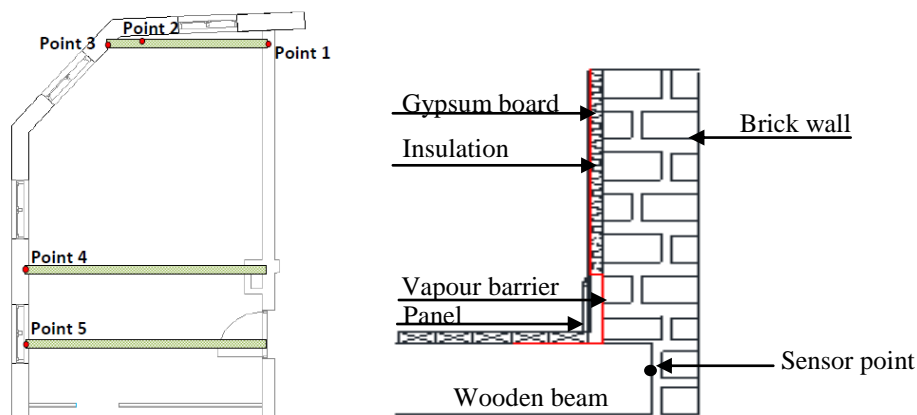 Point 2
Point 3
Point 1
Point 4
Point 5
Gypsum board
Brick wall
Insulation
Vapour barrier
Panel
Sensor point
Wooden beam